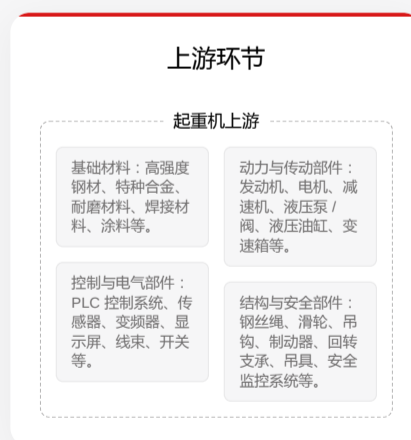 上游环节
起重机上游
基础材料：高强度
钢材、特种合金、
耐磨材料、焊接材
料、涂料等。
动力与传动部件：
发动机、电机、减
速机、液压泵 /
阀、液压油缸、变
速箱等。
控制与电气部件：
PLC 控制系统、传
感器、变频器、显
示屏、线束、开关
等。
结构与安全部件：
钢丝绳、滑轮、吊
钩、制动器、回转
支承、吊具、安全
监控系统等。